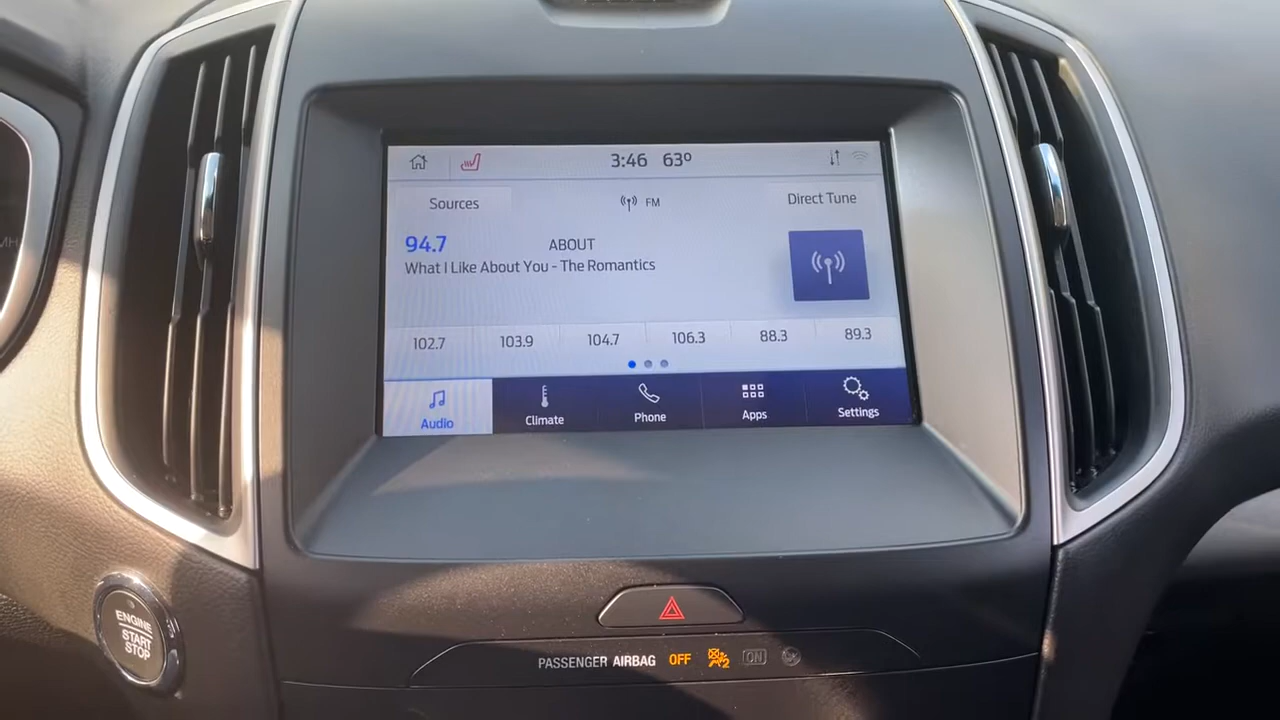 3:46 63º
Sources FM Direct Tune
94.7 ABOUT
What I Like About You - The Romantics
102.7 103.9 104.7 106.3 88.3 89.3
Audio Climate Phone Apps Settings
ENGINE
START
STOP
PASSENGER AIRBAG OFF 2 ON